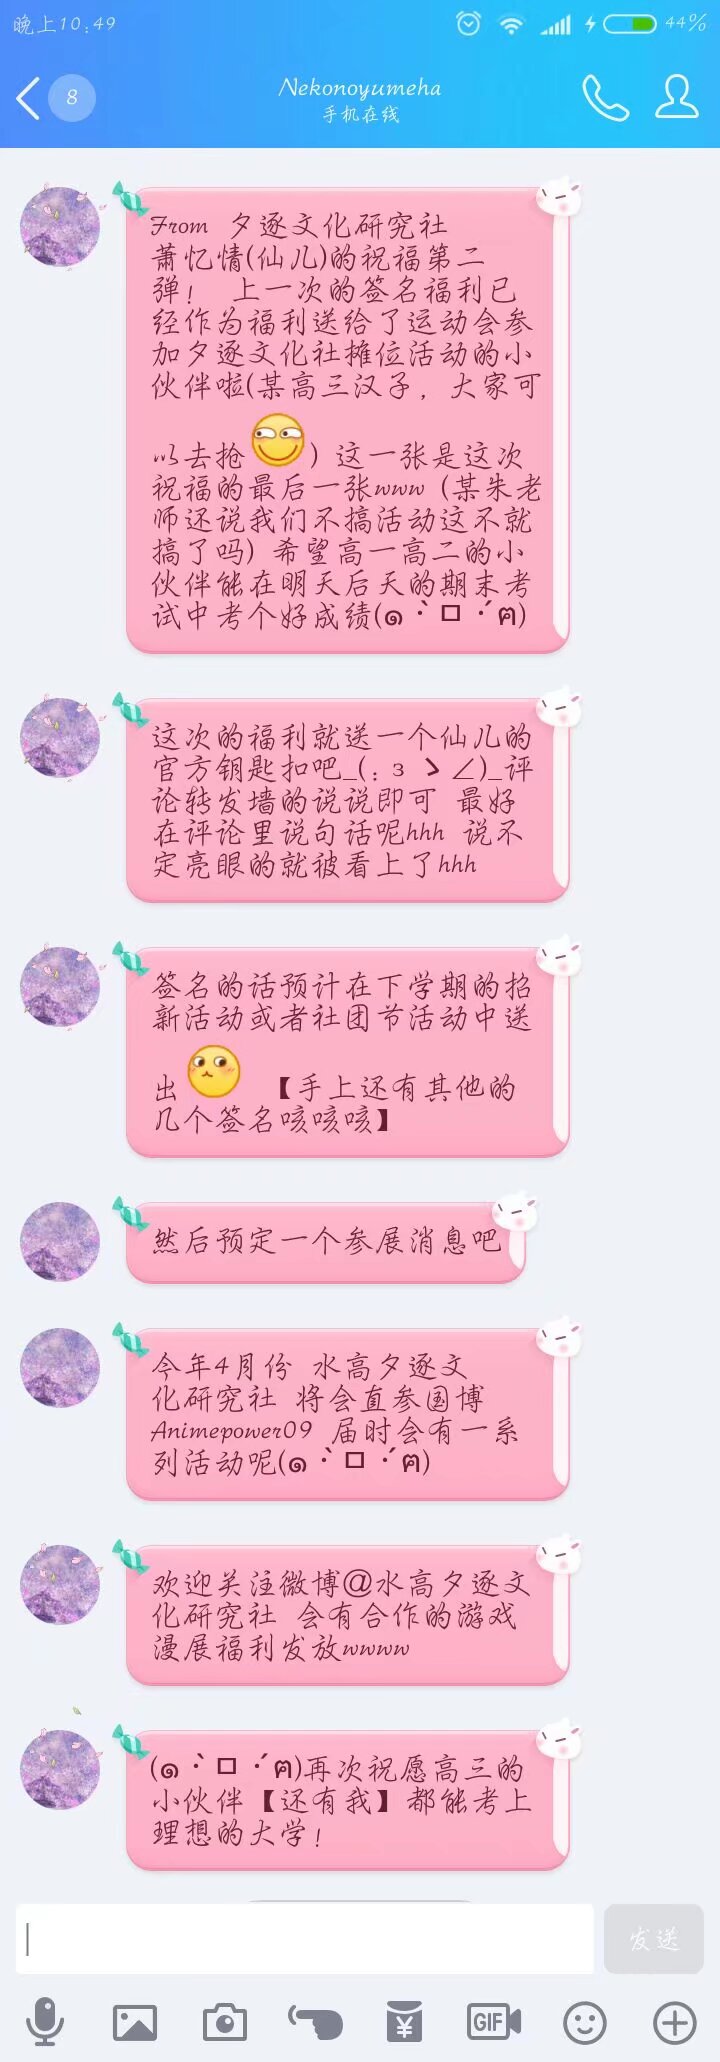 晚上10:49
44%
8
Nekonoyumeha
手机在线
From 夕逐文化研究社
萧忆情(仙儿)的祝福第二
弹！ 上一次的签名福利已
经作为福利送给了运动会参
加夕逐文化社摊位活动的小
伙伴啦(某高三汉子，大家可
以去抢）这一张是这次
祝福的最后一张www（某朱老
师还说我们不搞活动这不就
搞了吗）希望高一高二的小
伙伴能在明天后天的期末考
试中考个好成绩(๑•̀ㅁ•́ฅ)
这次的福利就送一个仙儿的
官方钥匙扣吧_(:зゝ∠)_评
论转发墙的说说即可 最好
在评论里说句话呢hhh 说不
定亮眼的就被看上了hhh
签名的话预计在下学期的招
新活动或者社团节活动中送
出 【手上还有其他的
几个签名咳咳咳】
然后预定一个参展消息吧
今年4月份 水高夕逐文
化研究社 将会直参国博
Animepower09 届时会有一系
列活动呢(๑•̀ㅁ•́ฅ)
欢迎关注微博@水高夕逐文
化研究社 会有合作的游戏
漫展福利发放wwww
(๑•̀ㅁ•́ฅ)再次祝愿高三的
小伙伴【还有我】都能考上
理想的大学！
发送
GIF